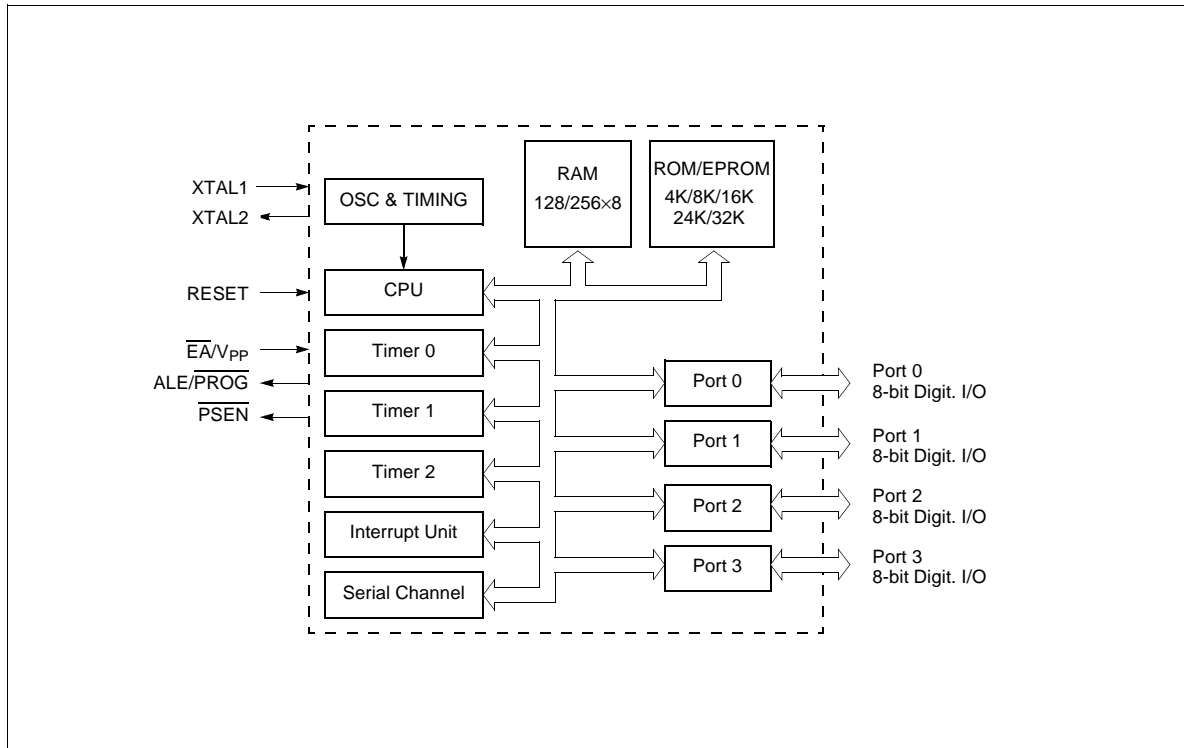 XTAL1
XTAL2
RESET
E̅A̅/VPP
ALE/P̅R̅O̅G̅
P̅S̅E̅N̅
OSC & TIMING
CPU
Timer 0
Timer 1
Timer 2
Interrupt Unit
Serial Channel
RAM
128/256×8
ROM/EPROM
4K/8K/16K
24K/32K
Port 0
Port 1
Port 2
Port 3
Port 0
8-bit Digit. I/O
Port 1
8-bit Digit. I/O
Port 2
8-bit Digit. I/O
Port 3
8-bit Digit. I/O